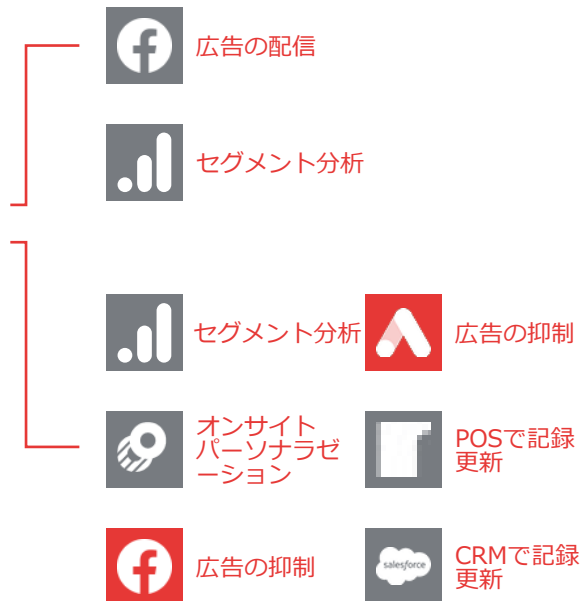 広告の配信
セグメント分析
セグメント分析
広告の抑制
オンサイト
パーソナラゼ
ーション
POSで記録
更新
広告の抑制
salesforce
CRMで記録
更新